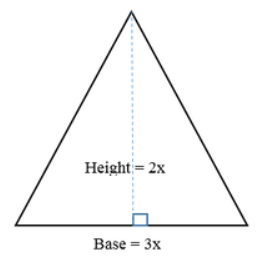 Height = 2x
Base = 3x